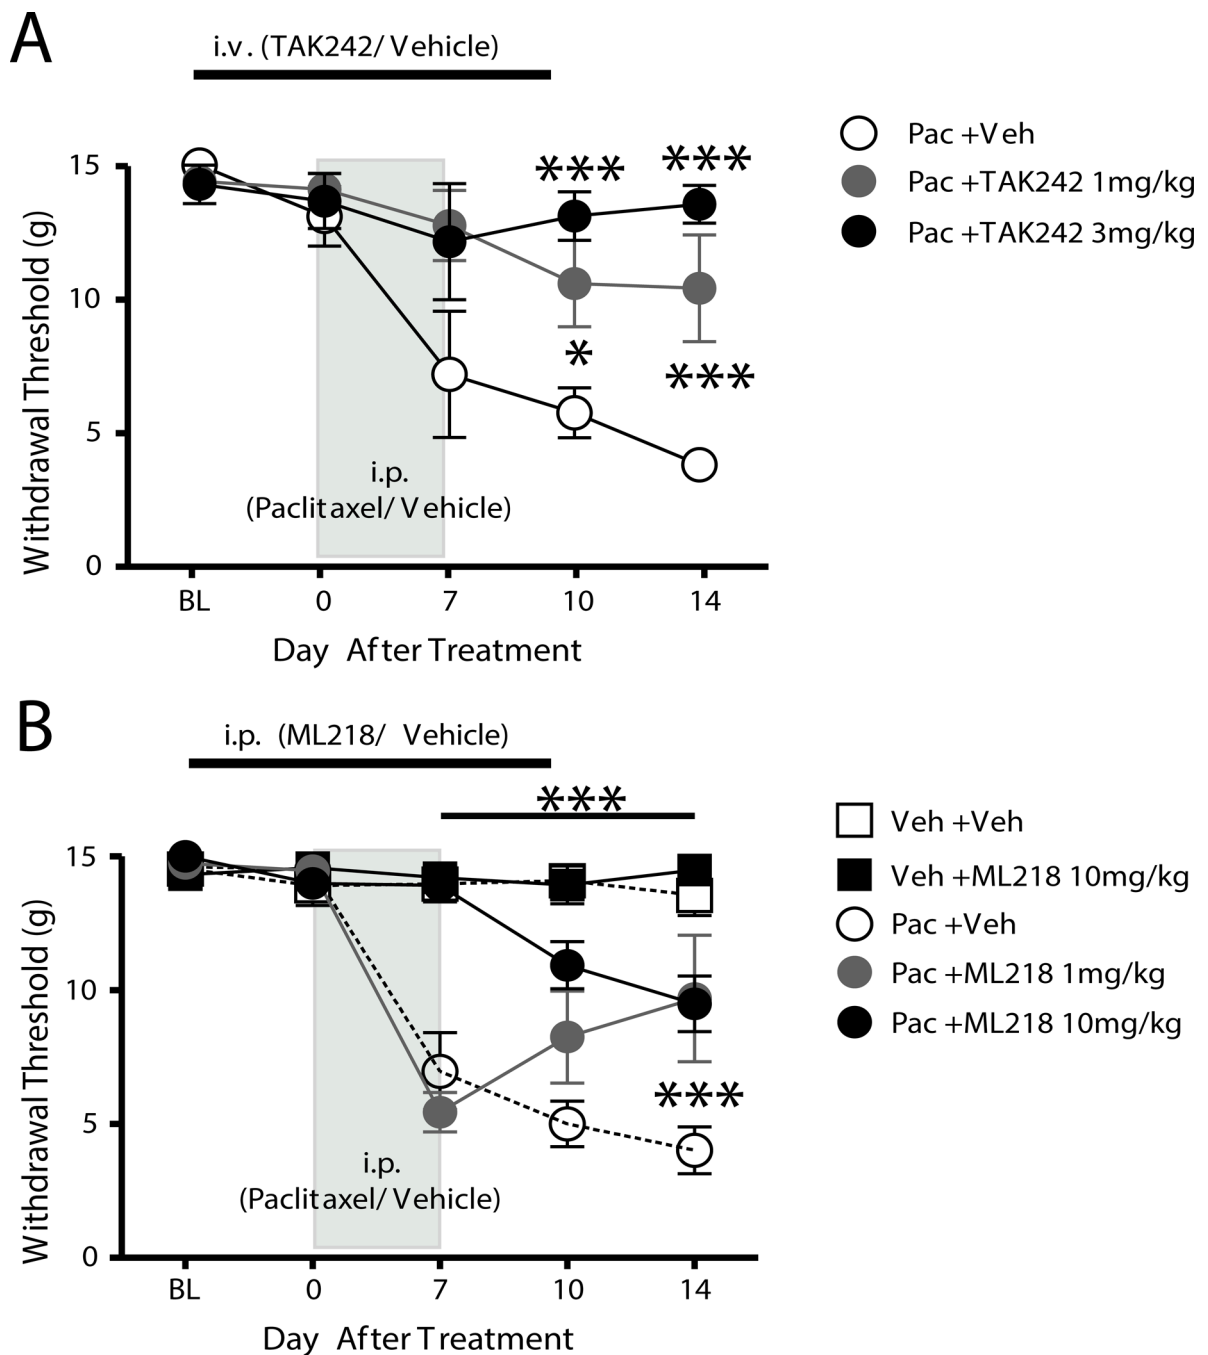 A
i.v. (TAK242/ Vehicle)
Pac +Veh
Pac +TAK242 1mg/kg
Pac +TAK242 3mg/kg
Withdrawal Threshold (g)
15
10
5
0
*** ***
*
***
i.p.
(Paclitaxel/ Vehicle)
BL 0 7 10 14
Day After Treatment
B
i.p. (ML218/ Vehicle)
***
Veh +Veh
Veh +ML218 10mg/kg
Pac +Veh
Pac +ML218 1mg/kg
Pac +ML218 10mg/kg
Withdrawal Threshold (g)
15
10
5
0
***
i.p.
(Paclitaxel/ Vehicle)
BL 0 7 10 14
Day After Treatment